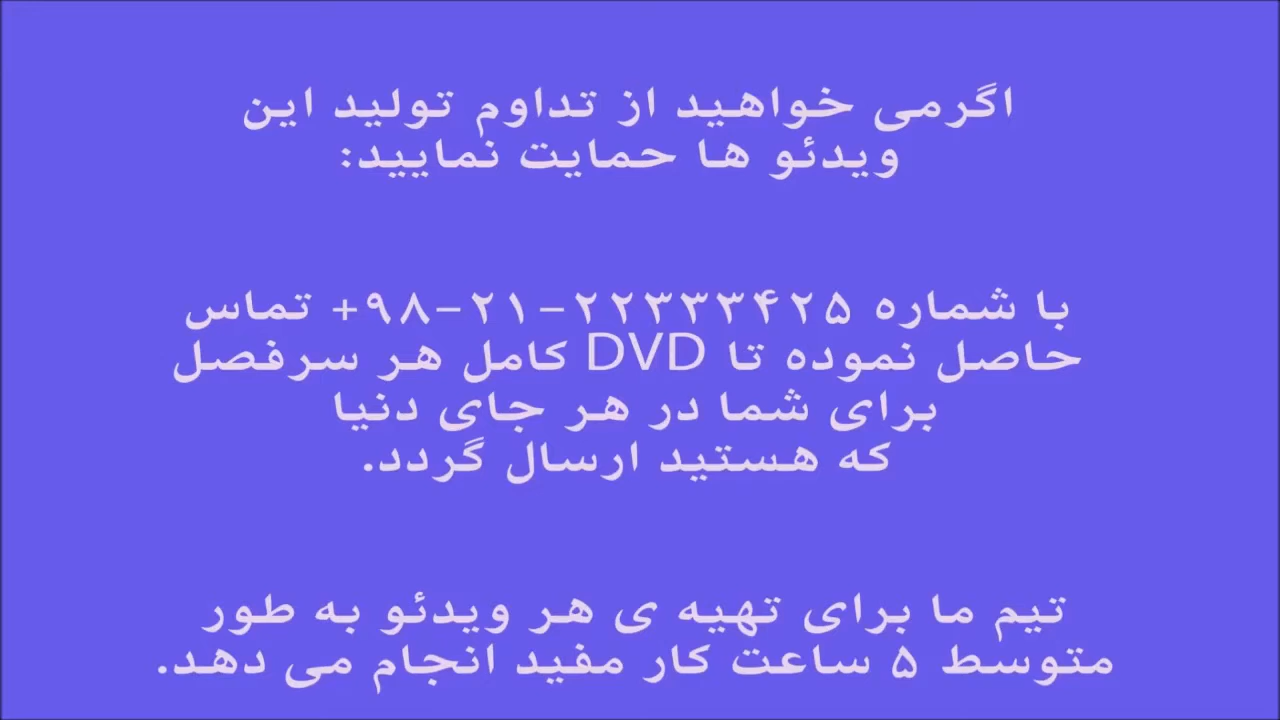 اگرمی خواهید از تداوم تولید این
ویدئو ها حمایت نمایید:
با شماره ۲۲۳۳۳۴۲۵-۲۱-۹۸+ تماس
حاصل نموده تا DVD کامل هر سرفصل
برای شما در هر جای دنیا
که هستید ارسال گردد.
تیم ما برای تهیه ی هر ویدئو به طور
متوسط ۵ ساعت کار مفید انجام می دهد.